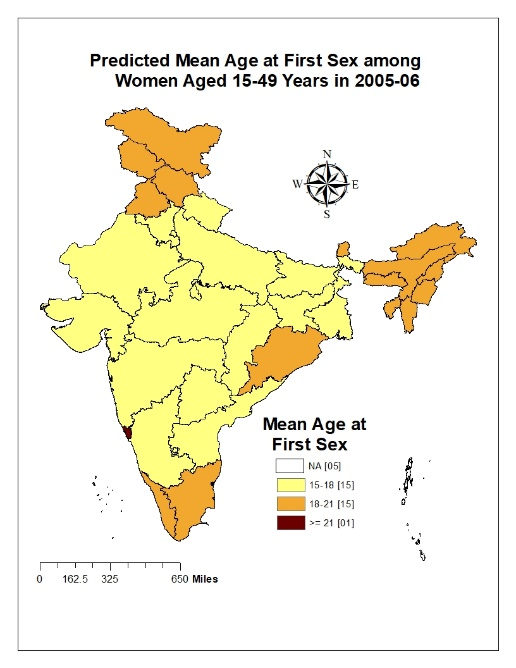 Predicted Mean Age at First Sex among
Women Aged 15-49 Years in 2005-06
N
W E
S
Mean Age at
First Sex
NA [05]
15-18 [15]
18-21 [15]
>= 21 [01]
0 162.5 325 650 Miles